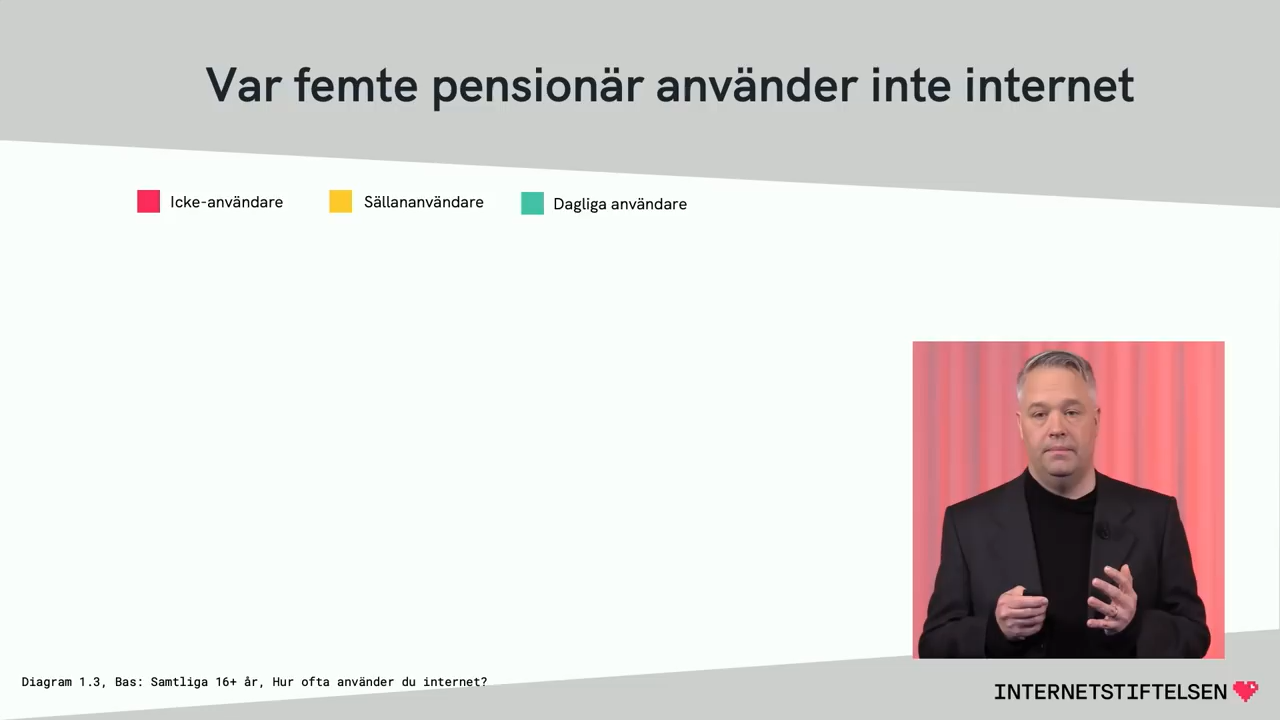 Var femte pensionär använder inte internet
Icke-användare
Sällananvändare
Dagliga användare
Diagram 1.3, Bas: Samtliga 16+ år, Hur ofta använder du internet?
INTERNETSTIFTELSEN